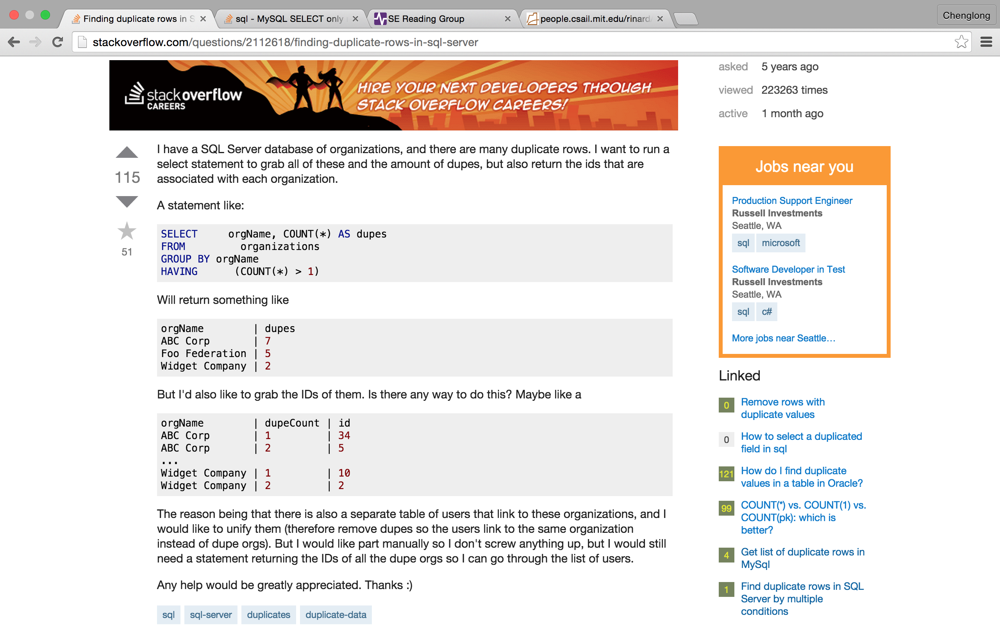 Finding duplicate rows in S
sql - MySQL SELECT only
SE Reading Group
people.csail.mit.edu/rinard/
Chenglong
stackoverflow.com/questions/2112618/finding-duplicate-rows-in-sql-server
stackoverflow
CAREERS
HIRE YOUR NEXT DEVELOPERS THROUGH
STACK OVERFLOW CAREERS!
115
51
I have a SQL Server database of organizations, and there are many duplicate rows. I want to run a
select statement to grab all of these and the amount of dupes, but also return the ids that are
associated with each organization.
A statement like:
SELECT     orgName, COUNT(*) AS dupes
FROM         organizations
GROUP BY orgName
HAVING      (COUNT(*) > 1)
Will return something like
orgName        | dupes
ABC Corp       | 7
Foo Federation | 5
Widget Company | 2
But I'd also like to grab the IDs of them. Is there any way to do this? Maybe like a
orgName        | dupeCount | id
ABC Corp       | 1         | 34
ABC Corp       | 2         | 5
...
Widget Company | 1         | 10
Widget Company | 2         | 2
The reason being that there is also a separate table of users that link to these organizations, and I
would like to unify them (therefore remove dupes so the users link to the same organization
instead of dupe orgs). But I would like part manually so I don't screw anything up, but I would still
need a statement returning the IDs of all the dupe orgs so I can go through the list of users.
Any help would be greatly appreciated. Thanks :)
sql sql-server duplicates duplicate-data
asked 5 years ago
viewed 223263 times
active 1 month ago
Jobs near you
Production Support Engineer
Russell Investments
Seattle, WA
sql microsoft
Software Developer in Test
Russell Investments
Seattle, WA
sql c#
More jobs near Seattle…
Linked
0 Remove rows with
duplicate values
0 How to select a duplicated
field in sql
121 How do I find duplicate
values in a table in Oracle?
99 COUNT(*) vs. COUNT(1) vs.
COUNT(pk): which is
better?
4 Get list of duplicate rows in
MySql
1 Find duplicate rows in SQL
Server by multiple
conditions